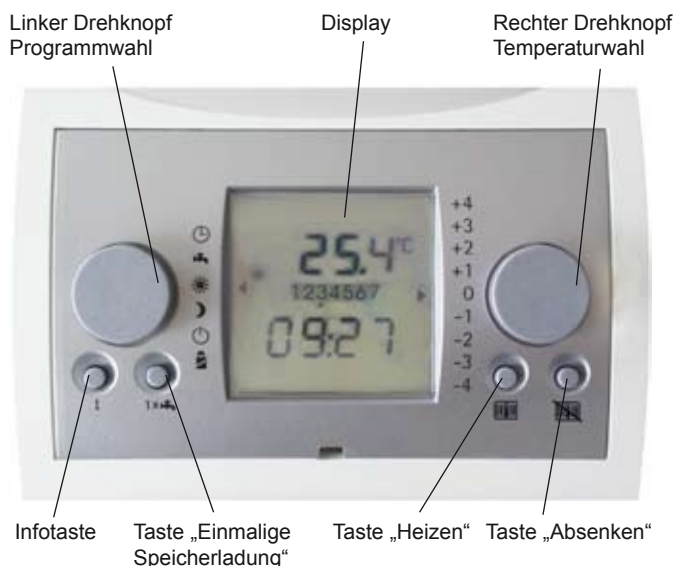 Linker Drehknopf
Programmwahl
Display
Rechter Drehknopf
Temperaturwahl
25.4°C
1234567
09:27
+4
+3
+2
+1
0
-1
-2
-3
-4
i
1x
Infotaste
Taste „Einmalige
Speicherladung“
Taste „Heizen“
Taste „Absenken“